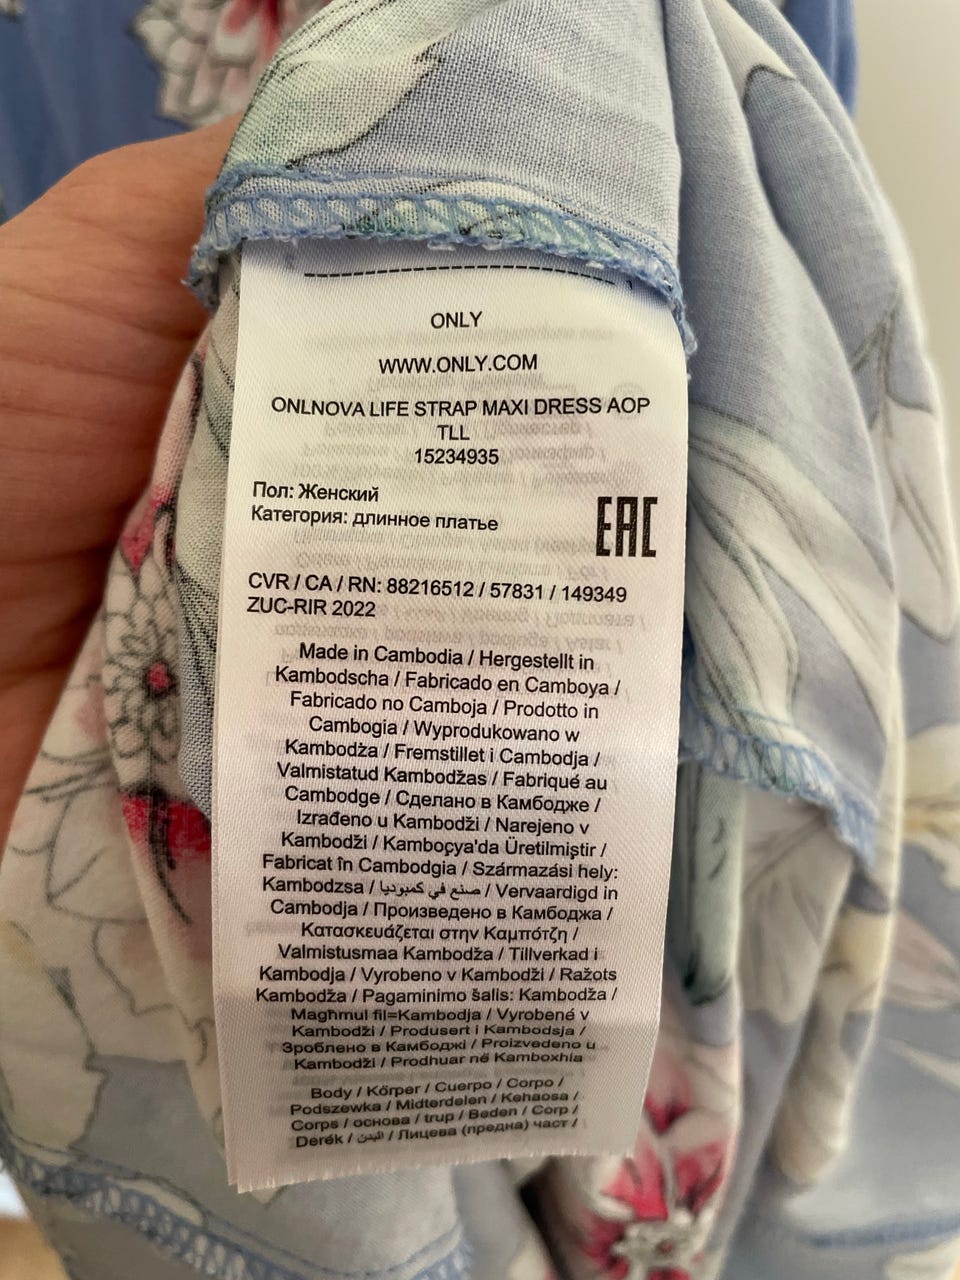 ONLY
WWW.ONLY.COM
ONLNOVA LIFE STRAP MAXI DRESS AOP
TLL
15234935
Пол: Женский
Категория: длинное платье
EAC
CVR / CA / RN: 88216512 / 57831 / 149349
ZUC-RIR 2022
Made in Cambodia / Hergestellt in
Kambodscha / Fabricado en Camboya /
Fabricado no Camboja / Prodotto in
Cambogia / Wyprodukowano w
Kambodża / Fremstillet i Cambodja /
Valmistatud Kambodžas / Fabriqué au
Cambodge / Сделано в Камбодже /
Izrađeno u Kambodži / Narejeno v
Kambodži / Kamboçya'da Üretilmiştir /
Fabricat în Cambodgia / Származási hely:
Kambodzsa / صنع في كمبوديا / Vervaardigd in
Cambodja / Произведено в Камбоджа /
Κατασκευάζεται στην Καμπότζη /
Valmistusmaa Kambodža / Tillverkad i
Kambodja / Vyrobeno v Kambodži / Ražots
Kambodža / Pagaminimo šalis: Kambodža /
Magħmul fil=Kambodja / Vyrobené v
Kambodži / Produsert i Kambodsja /
Зроблено в Камбоджі / Proizvedeno u
Kambodži / Prodhuar në Kamboxhia
Body / Körper / Cuerpo / Corpo /
Podszewka / Midterdelen / Kehaosa /
Corps / основа / trup / Beden / Corp /
Derék / البدن / Лицева (предна) част /